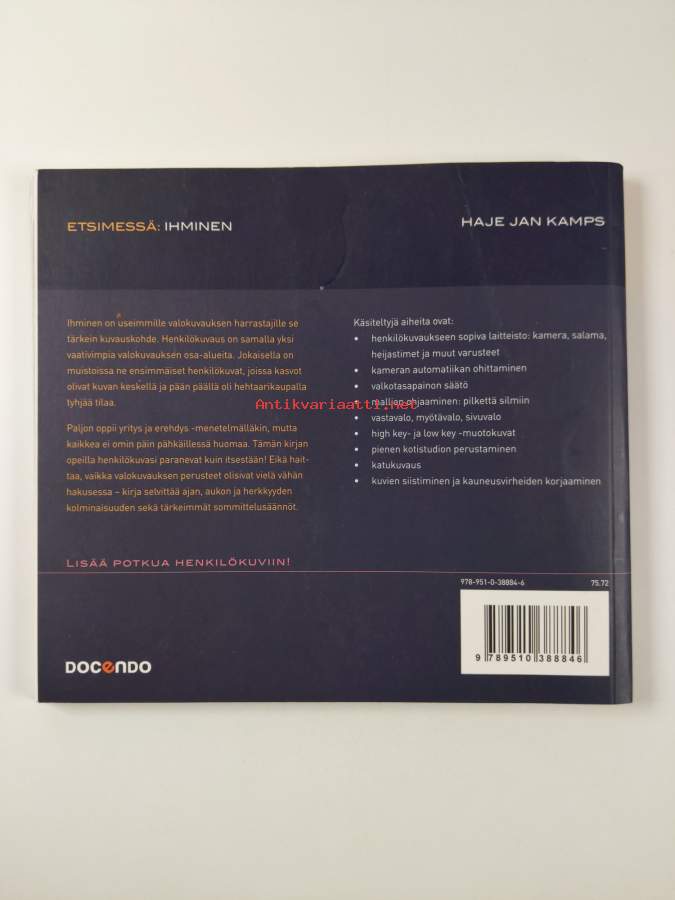 ETSIMESSÄ: IHMINEN
HAJE JAN KAMPS
Ihminen on useimmille valokuvauksen harrastajille se
tärkein kuvauskohde. Henkilökuvaus on samalla yksi
vaativimpia valokuvauksen osa-alueita. Jokaisella on
muistoissa ne ensimmäiset henkilökuvat, joissa kasvot
olivat kuvan keskellä ja pään päällä oli hehtaarikaupalla
tyhjää tilaa.
Paljon oppii yritys ja erehdys -menetelmälläkin, mutta
kaikkea ei omin päin pähkäillessä huomaa. Tämän kirjan
opeilla henkilökuvasi paranevat kuin itsestään! Eikä hait-
taa, vaikka valokuvauksen perusteet olisivat vielä vähän
hakusessa – kirja selvittää ajan, aukon ja herkkyyden
kolminaisuuden sekä tärkeimmät sommittelusäännöt.
LISÄÄ POTKUA HENKILÖKUVIIN!
Käsiteltyjä aiheita ovat:
• henkilökuvaukseen sopiva laitteisto: kamera, salama,
heijastimet ja muut varusteet
• kameran automatiikan ohittaminen
• valkotasapainon säätö
• mallien ohjaaminen: pilkettä silmiin
• vastavalo, myötävalo, sivuvalo
• high key- ja low key -muotokuvat
• pienen kotistudion perustaminen
• katukuvaus
• kuvien siistiminen ja kauneusvirheiden korjaaminen
Antikvariaatti.net
978-951-0-38884-6 75.72
9 789510 388846
DOCENDO